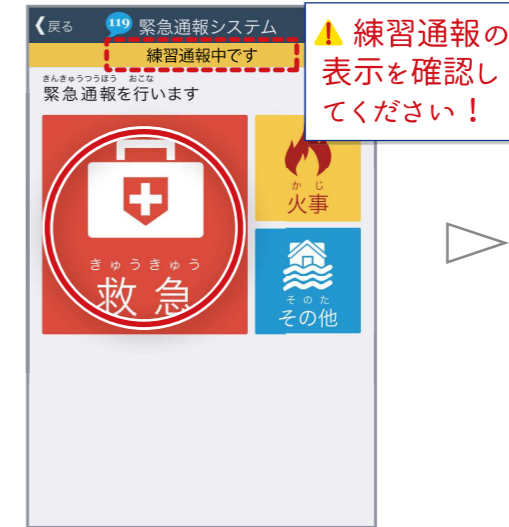 戻る
119 緊急通報システム
練習通報中です
⚠ 練習通報の
表示を確認し
てください！
きんきゅうつうほう おこな
緊急通報を行います
きゅうきゅう
救急
かじ
火事
そのた
その他